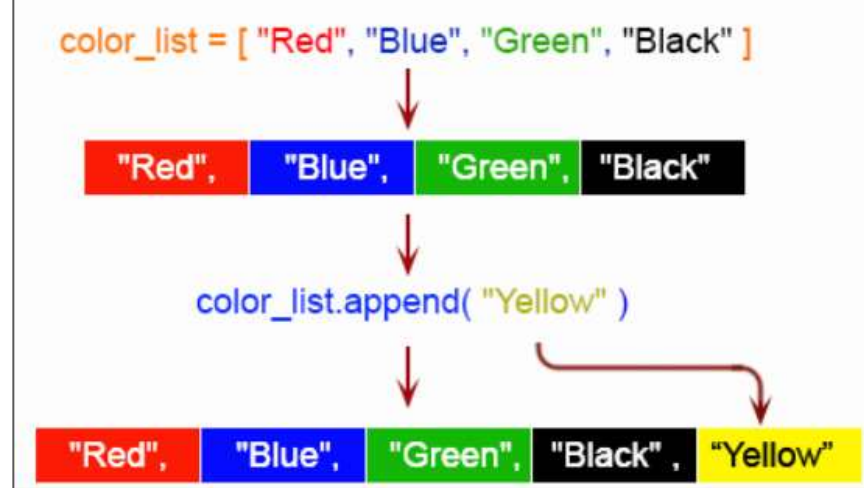 color_list = [ "Red", "Blue", "Green", "Black" ]
"Red", "Blue", "Green", "Black"
color_list.append( "Yellow" )
"Red", "Blue", "Green", "Black" , “Yellow”